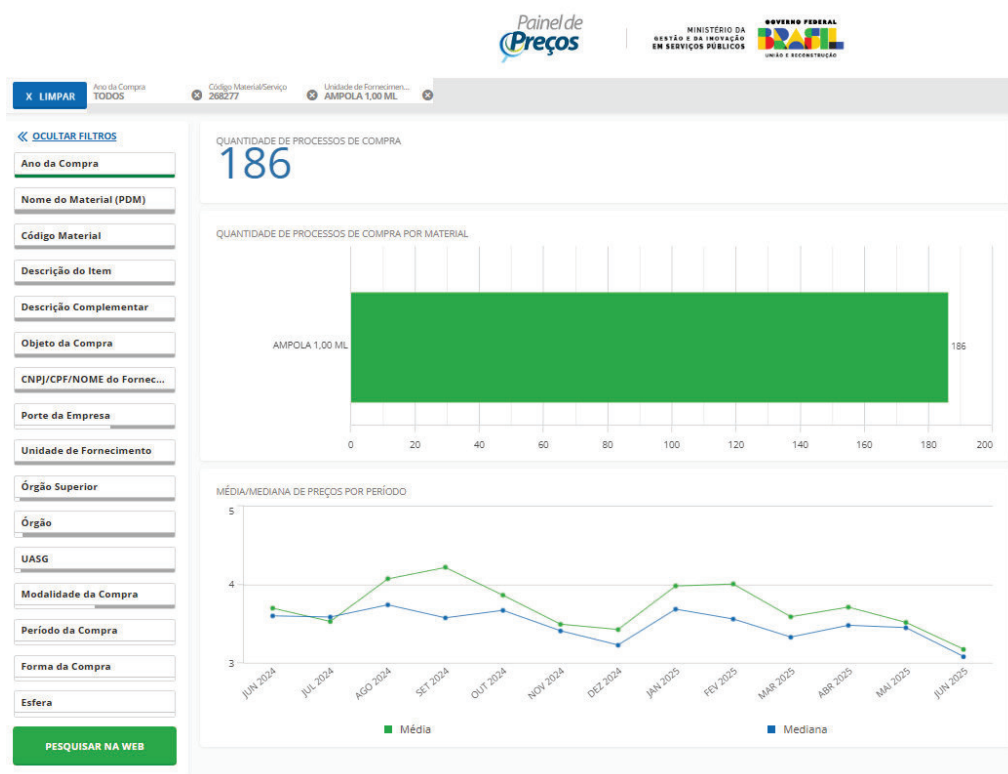 Painel de
Preços
MINISTÉRIO DA
GESTÃO E DA INOVAÇÃO
EM SERVIÇOS PÚBLICOS
GOVERNO FEDERAL
BRASIL
UNIÃO E RECONSTRUÇÃO
X LIMPAR
Ano da Compra
TODOS
Código Material/Serviço
268277
Unidade de Fornecimen...
AMPOLA 1,00 ML
OCULTAR FILTROS
Ano da Compra
Nome do Material (PDM)
Código Material
Descrição do Item
Descrição Complementar
Objeto da Compra
CNPJ/CPF/NOME do Fornec...
Porte da Empresa
Unidade de Fornecimento
Órgão Superior
Órgão
UASG
Modalidade da Compra
Período da Compra
Forma da Compra
Esfera
PESQUISAR NA WEB
QUANTIDADE DE PROCESSOS DE COMPRA
186
QUANTIDADE DE PROCESSOS DE COMPRA POR MATERIAL
AMPOLA 1,00 ML
186
0 20 40 60 80 100 120 140 160 180 200
MÉDIA/MEDIANA DE PREÇOS POR PERÍODO
5
4
3
JUN 2024 JUL 2024 AGO 2024 SET 2024 OUT 2024 NOV 2024 DEZ 2024 JAN 2025 FEV 2025 MAR 2025 ABR 2025 MAI 2025 JUN 2025
Média Mediana